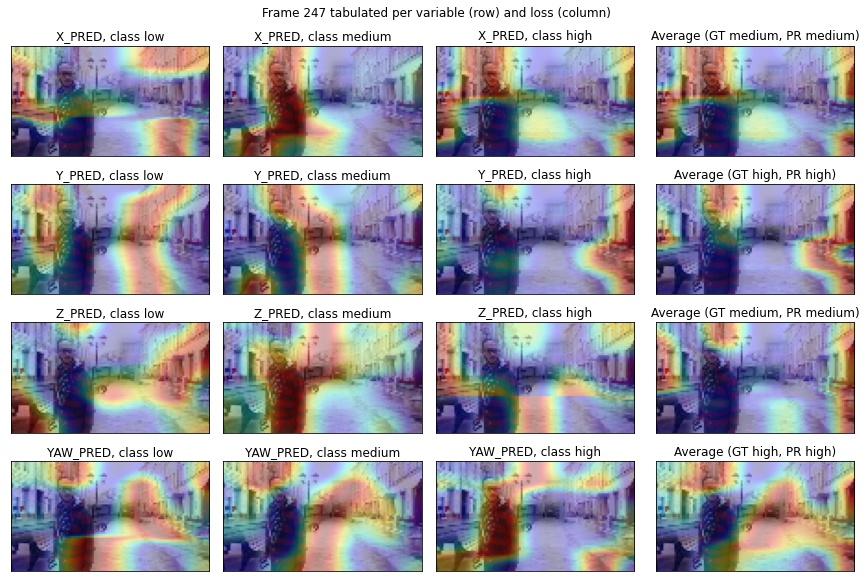 Frame 247 tabulated per variable (row) and loss (column)
X_PRED, class low
X_PRED, class medium
X_PRED, class high
Average (GT medium, PR medium)
Y_PRED, class low
Y_PRED, class medium
Y_PRED, class high
Average (GT high, PR high)
Z_PRED, class low
Z_PRED, class medium
Z_PRED, class high
Average (GT medium, PR medium)
YAW_PRED, class low
YAW_PRED, class medium
YAW_PRED, class high
Average (GT high, PR high)